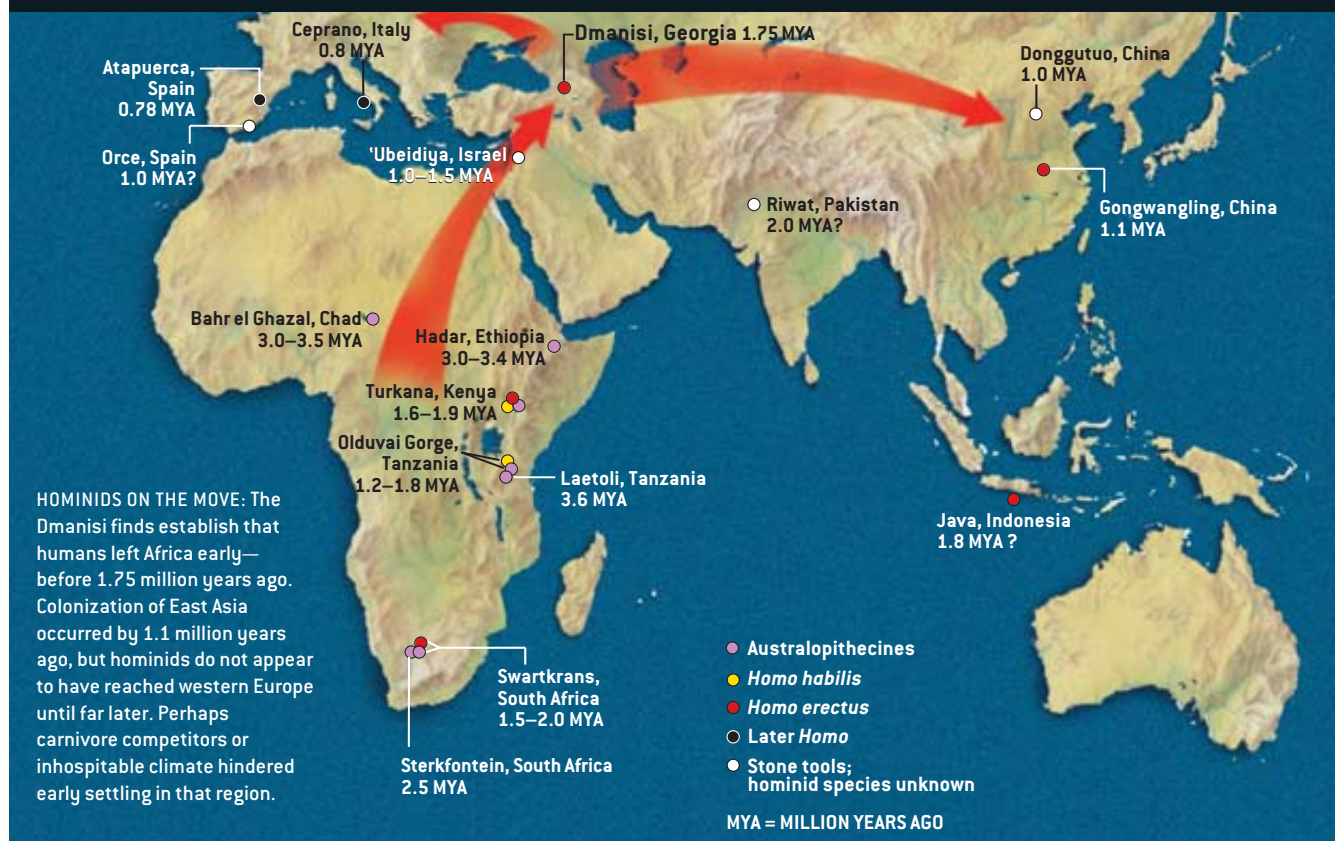 Ceprano, Italy
0.8 MYA
Dmanisi, Georgia 1.75 MYA
Donggutuo, China
1.0 MYA
Atapuerca,
Spain
0.78 MYA
Orce, Spain
1.0 MYA?
'Ubeidiya, Israel
1.0–1.5 MYA
Riwat, Pakistan
2.0 MYA?
Gongwangling, China
1.1 MYA
Bahr el Ghazal, Chad
3.0–3.5 MYA
Hadar, Ethiopia
3.0–3.4 MYA
Turkana, Kenya
1.6–1.9 MYA
Olduvai Gorge,
Tanzania
1.2–1.8 MYA
Laetoli, Tanzania
3.6 MYA
Java, Indonesia
1.8 MYA ?
HOMINIDS ON THE MOVE: The
Dmanisi finds establish that
humans left Africa early—
before 1.75 million years ago.
Colonization of East Asia
occurred by 1.1 million years
ago, but hominids do not appear
to have reached western Europe
until far later. Perhaps
carnivore competitors or
inhospitable climate hindered
early settling in that region.
Swartkrans,
South Africa
1.5–2.0 MYA
Sterkfontein, South Africa
2.5 MYA
Australopithecines
Homo habilis
Homo erectus
Later Homo
Stone tools;
hominid species unknown
MYA = MILLION YEARS AGO